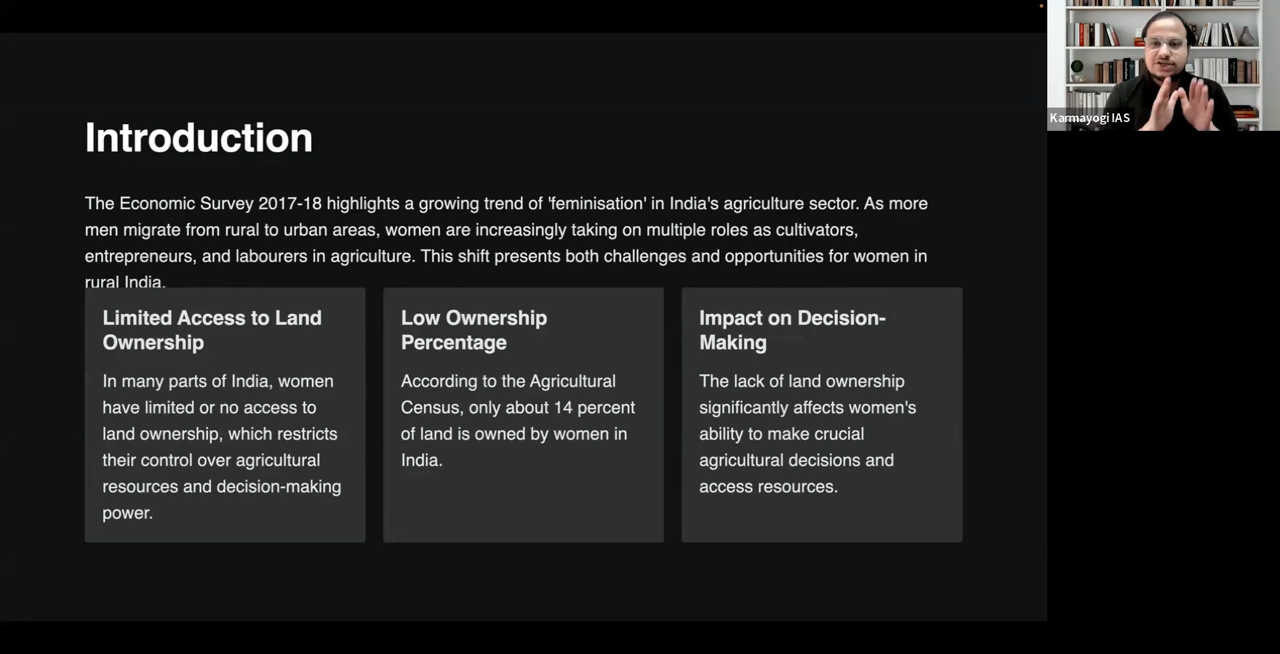 Introduction
The Economic Survey 2017-18 highlights a growing trend of 'feminisation' in India's agriculture sector. As more
men migrate from rural to urban areas, women are increasingly taking on multiple roles as cultivators,
entrepreneurs, and labourers in agriculture. This shift presents both challenges and opportunities for women in
rural India.
Limited Access to Land
Ownership
In many parts of India, women
have limited or no access to
land ownership, which restricts
their control over agricultural
resources and decision-making
power.
Low Ownership
Percentage
According to the Agricultural
Census, only about 14 percent
of land is owned by women in
India.
Impact on Decision-
Making
The lack of land ownership
significantly affects women's
ability to make crucial
agricultural decisions and
access resources.
Karmayogi IAS